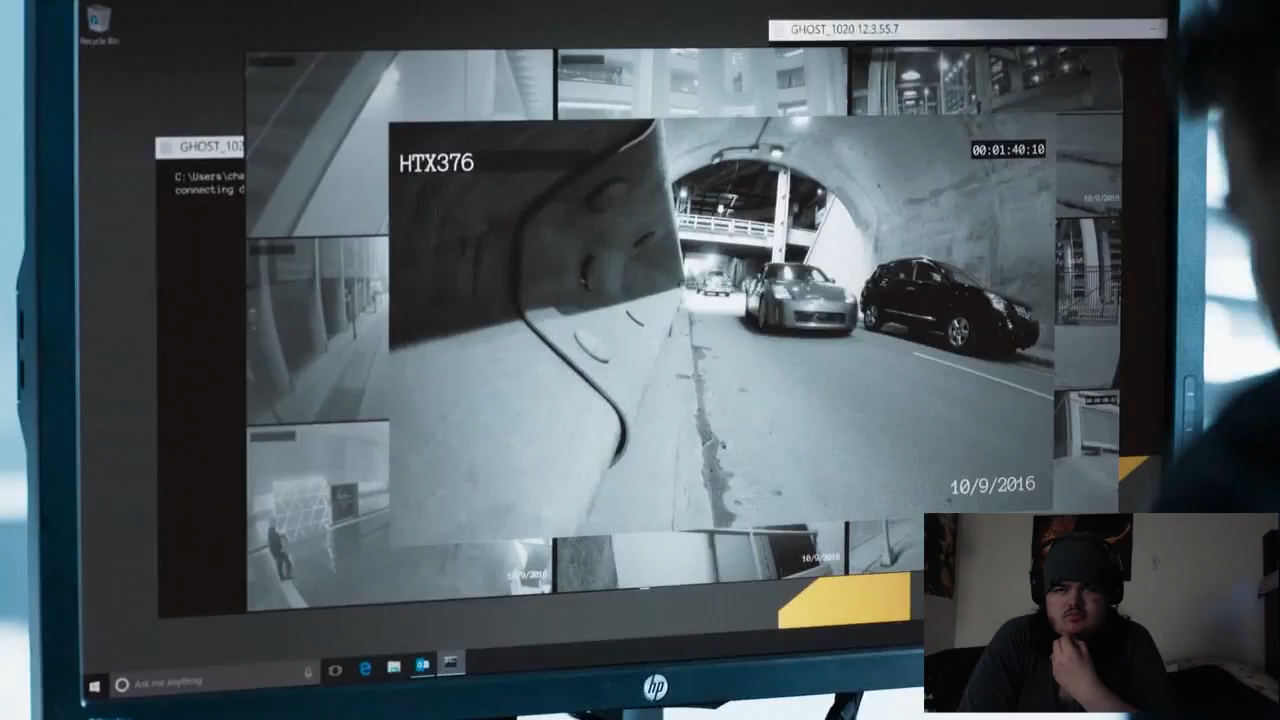 Recycle Bin
GHOST_1020 12.3.55.7
GHOST_102
C:\Users\cha
connecting d
HTX376
00:01:40:10
10/9/2016
10/9/2016
10/9/2016
10/9/2016
Ask me anything
hp